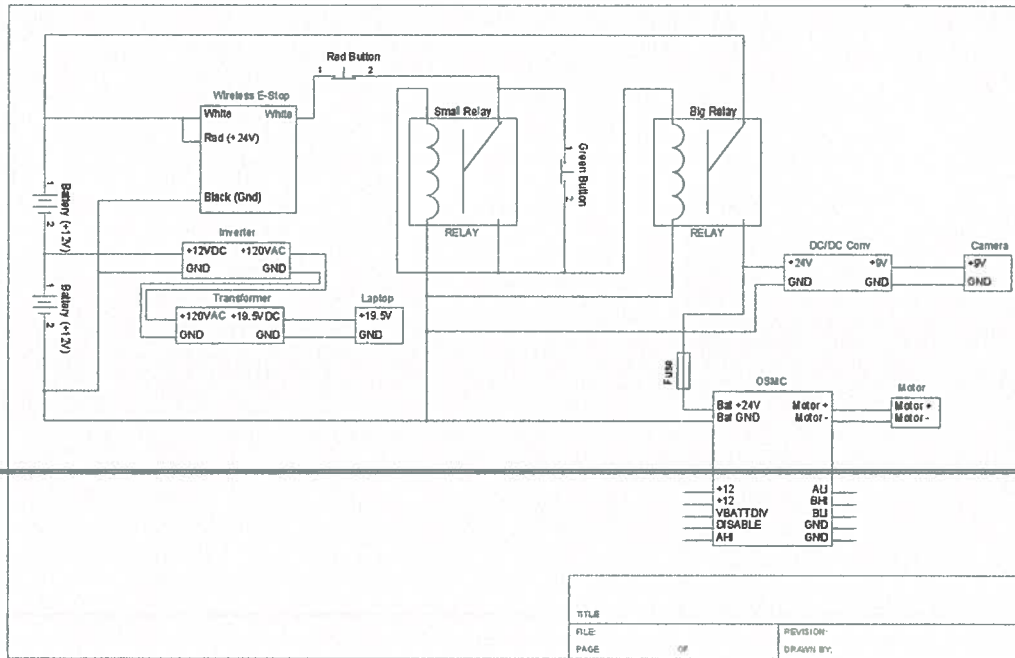 Red Button
1 2
Wireless E-Stop
White White
Red (+24V)
Black (Gnd)
Small Relay
RELAY
1
Green Button
2
Big Relay
RELAY
1
Battery (+12V)
2
1
Battery (+12V)
2
Inverter
+12VDC +120VAC
GND GND
Transformer
+120VAC +19.5VDC
GND GND
Laptop
+19.5V
GND
DC/DC Conv
+24V +9V
GND GND
Camera
+9V
GND
Fuse
OSMC
Bat +24V Motor+
Bat GND Motor-
Motor
Motor+
Motor-
+12 ALI
+12 BHI
VBATTDIV BLI
DISABLE GND
AHI GND
TITLE
FILE: REVISION:
PAGE OF DRAWN BY: